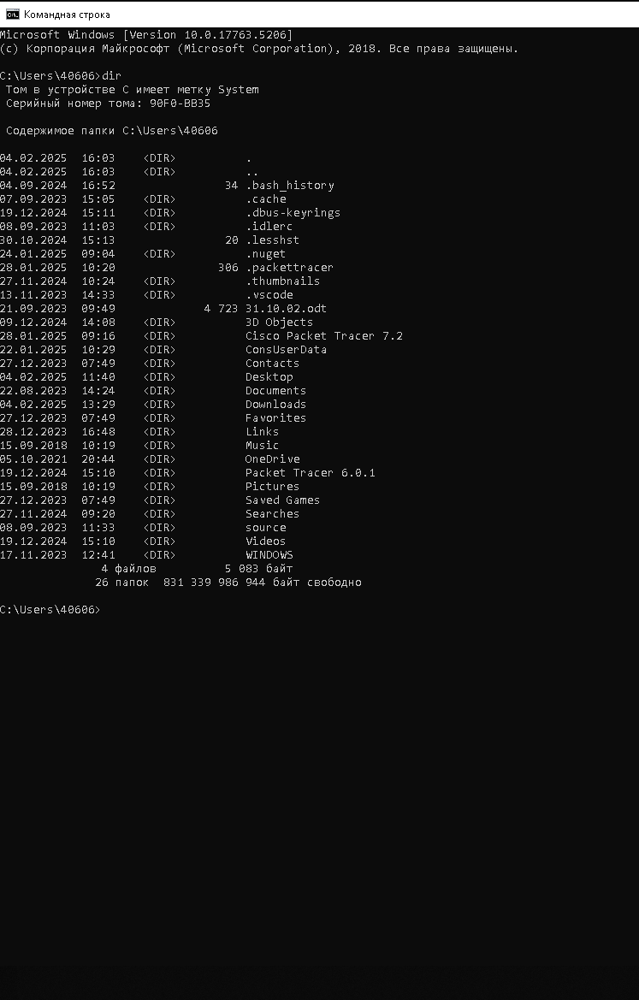 Командная строка
Microsoft Windows [Version 10.0.17763.5206]
(c) Корпорация Майкрософт (Microsoft Corporation), 2018. Все права защищены.
C:\Users\40606>dir
Том в устройстве C имеет метку System
Серийный номер тома: 90F0-BB35
Содержимое папки C:\Users\40606
04.02.2025  16:03    <DIR>          .
04.02.2025  16:03    <DIR>          ..
04.09.2024  16:52                34 .bash_history
07.09.2023  15:05    <DIR>          .cache
19.12.2024  15:11    <DIR>          .dbus-keyrings
08.09.2023  11:03    <DIR>          .idlerc
30.10.2024  15:13                20 .lesshst
24.01.2025  09:04    <DIR>          .nuget
28.01.2025  10:20               306 .packettracer
27.11.2024  10:24    <DIR>          .thumbnails
13.11.2023  14:33    <DIR>          .vscode
21.09.2023  09:49             4 723 31.10.02.odt
09.12.2024  14:08    <DIR>          3D Objects
28.01.2025  09:16    <DIR>          Cisco Packet Tracer 7.2
22.01.2025  10:29    <DIR>          ConsUserData
27.12.2023  07:49    <DIR>          Contacts
04.02.2025  11:40    <DIR>          Desktop
22.08.2023  14:24    <DIR>          Documents
04.02.2025  13:29    <DIR>          Downloads
27.12.2023  07:49    <DIR>          Favorites
28.12.2023  16:48    <DIR>          Links
15.09.2018  10:19    <DIR>          Music
05.10.2021  20:44    <DIR>          OneDrive
19.12.2024  15:10    <DIR>          Packet Tracer 6.0.1
15.09.2018  10:19    <DIR>          Pictures
27.12.2023  07:49    <DIR>          Saved Games
27.11.2024  09:20    <DIR>          Searches
08.09.2023  11:33    <DIR>          source
19.12.2024  15:10    <DIR>          Videos
17.11.2023  12:41    <DIR>          WINDOWS
4 файлов          5 083 байт
26 папок  831 339 986 944 байт свободно
C:\Users\40606>